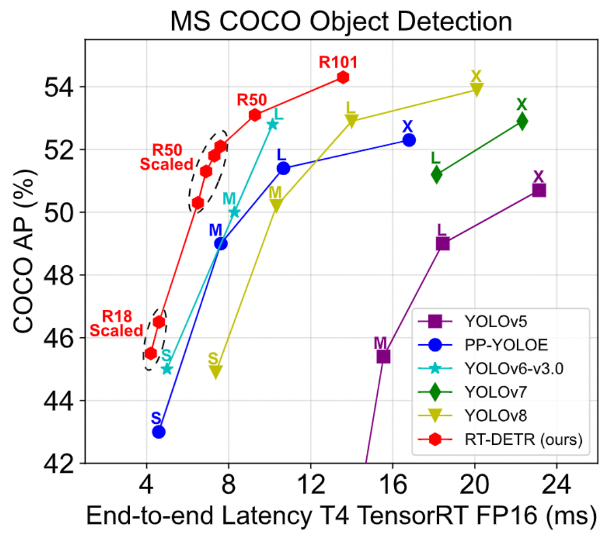 MS COCO Object Detection
COCO AP (%)
54
52
50
48
46
44
42
4
8
12
16
20
24
End-to-end Latency T4 TensorRT FP16 (ms)
R101
R50
R50
Scaled
R18
Scaled
L
M
S
X
L
M
S
X
L
M
S
X
L
X
L
M
YOLOv5
PP-YOLOE
YOLOv6-v3.0
YOLOv7
YOLOv8
RT-DETR (ours)